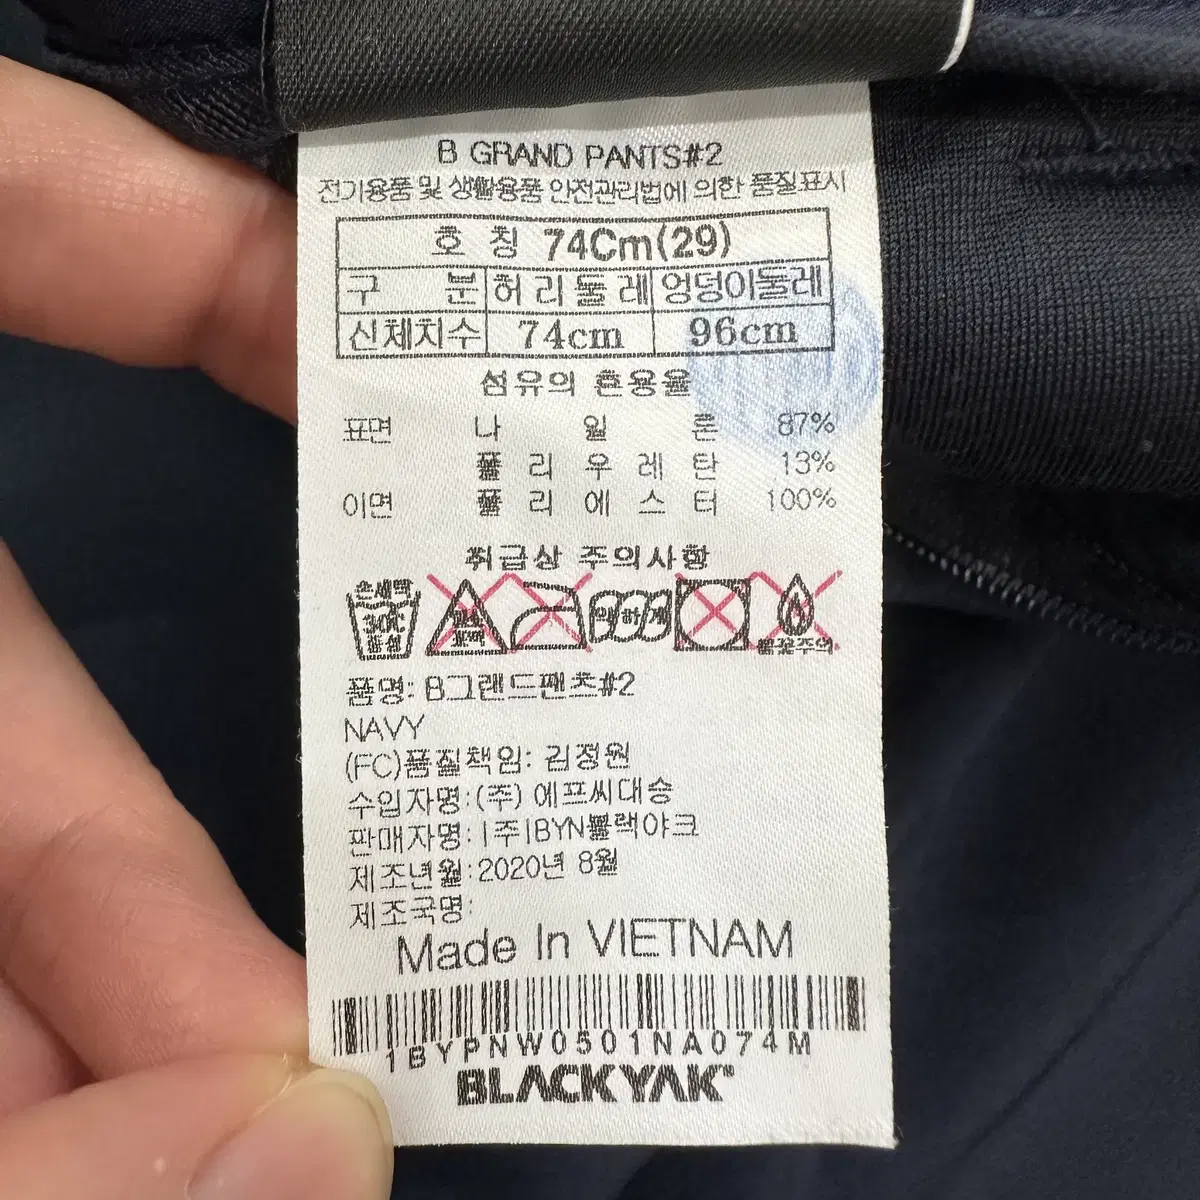 B GRAND PANTS#2
전기용품 및 생활용품 안전관리법에 의한 품질표시
호 칭 74Cm(29)
구 분 허리둘레 엉덩이둘레
신체치수 74cm 96cm
섬유의 혼용율
표면 나 일 론 87%
폴 리 우 레 탄 13%
이면 폴 리 에 스 터 100%
취급상 주의사항
손세탁
30℃
중성
약하게
불꽃주의
품명: B그랜드팬츠#2
NAVY
(FC)품질책임: 김정원
수입자명:(주) 에프씨대승
판매자명:|주|BYN블랙야크
제조년월:2020년 8월
제조국명:
Made In VIETNAM
1BYPNW0501NA074M
BLACKYAK